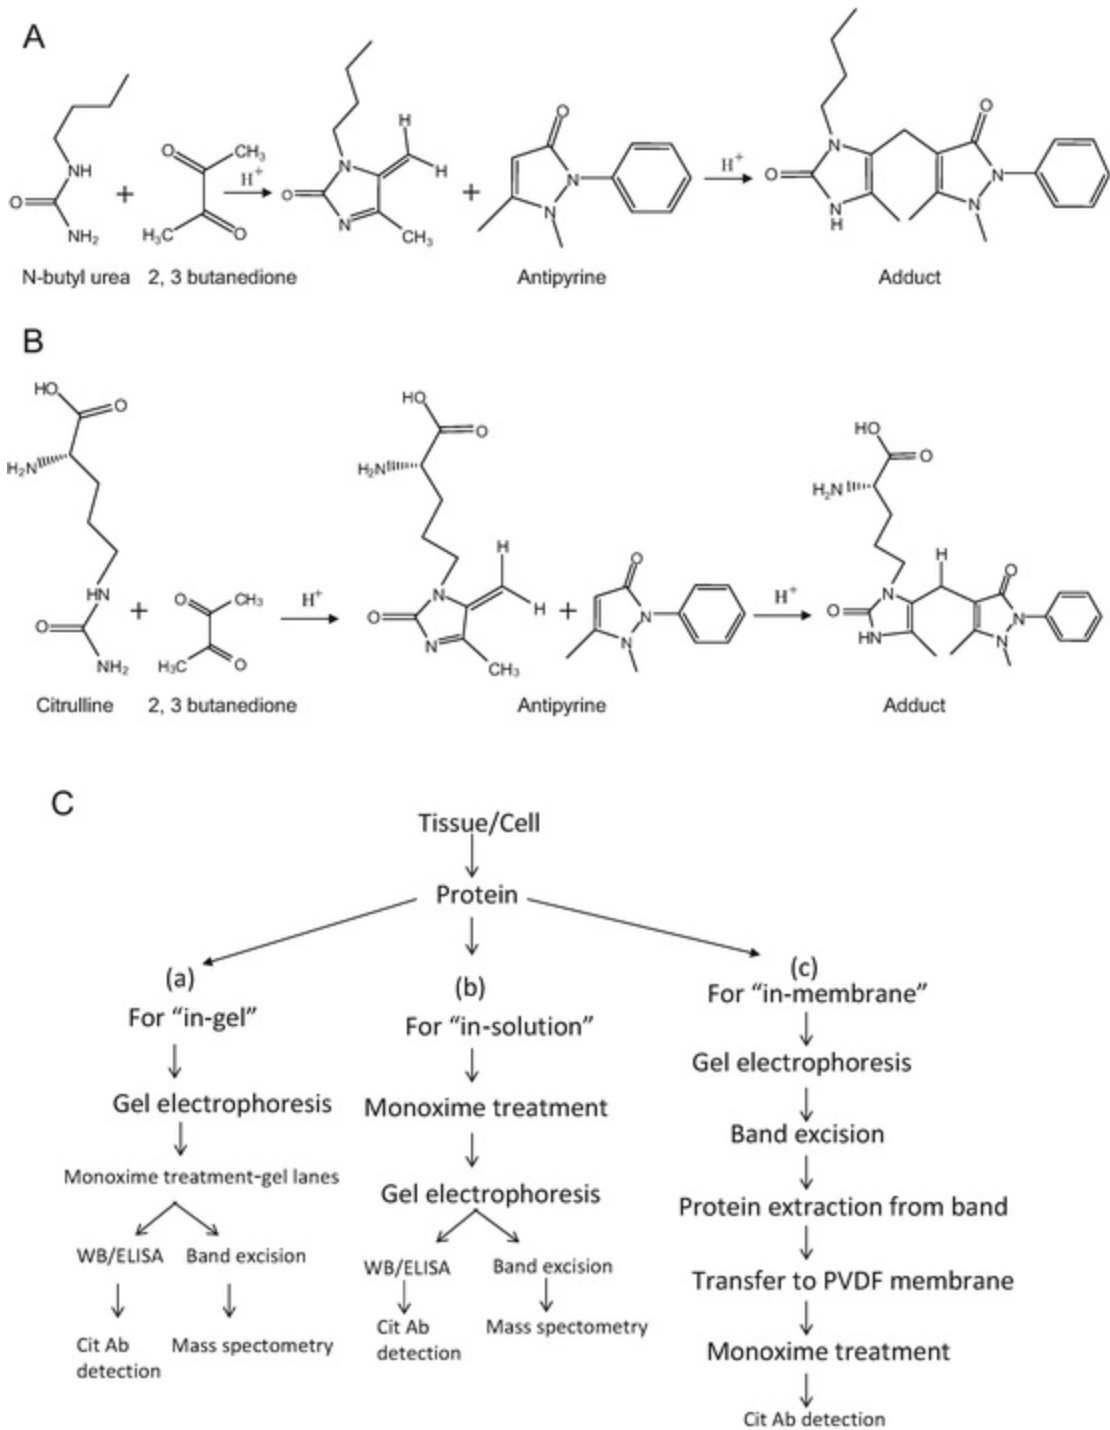 A
O
NH
NH₂
+
O
CH₃
H₃C
O
H⁺
H
H
N
O
N
CH₃
+
O
N
N
H⁺
N
O
N
H
O
N
N
N-butyl urea
2, 3 butanedione
Antipyrine
Adduct
B
HO
O
H₂N
HN
O
NH₂
+
O
CH₃
H₃C
O
H⁺
HO
O
H₂N
H
H
N
O
N
CH₃
+
O
N
N
H⁺
HO
O
H₂N
H
N
O
HN
O
N
N
Citrulline
2, 3 butanedione
Antipyrine
Adduct
C
Tissue/Cell
Protein
(a)
For “in-gel”
Gel electrophoresis
Monoxime treatment-gel lanes
WB/ELISA
Band excision
Cit Ab
detection
Mass spectometry
(b)
For “in-solution”
Monoxime treatment
Gel electrophoresis
WB/ELISA
Band excision
Cit Ab
detection
Mass spectometry
(c)
For “in-membrane”
Gel electrophoresis
Band excision
Protein extraction from band
Transfer to PVDF membrane
Monoxime treatment
Cit Ab detection